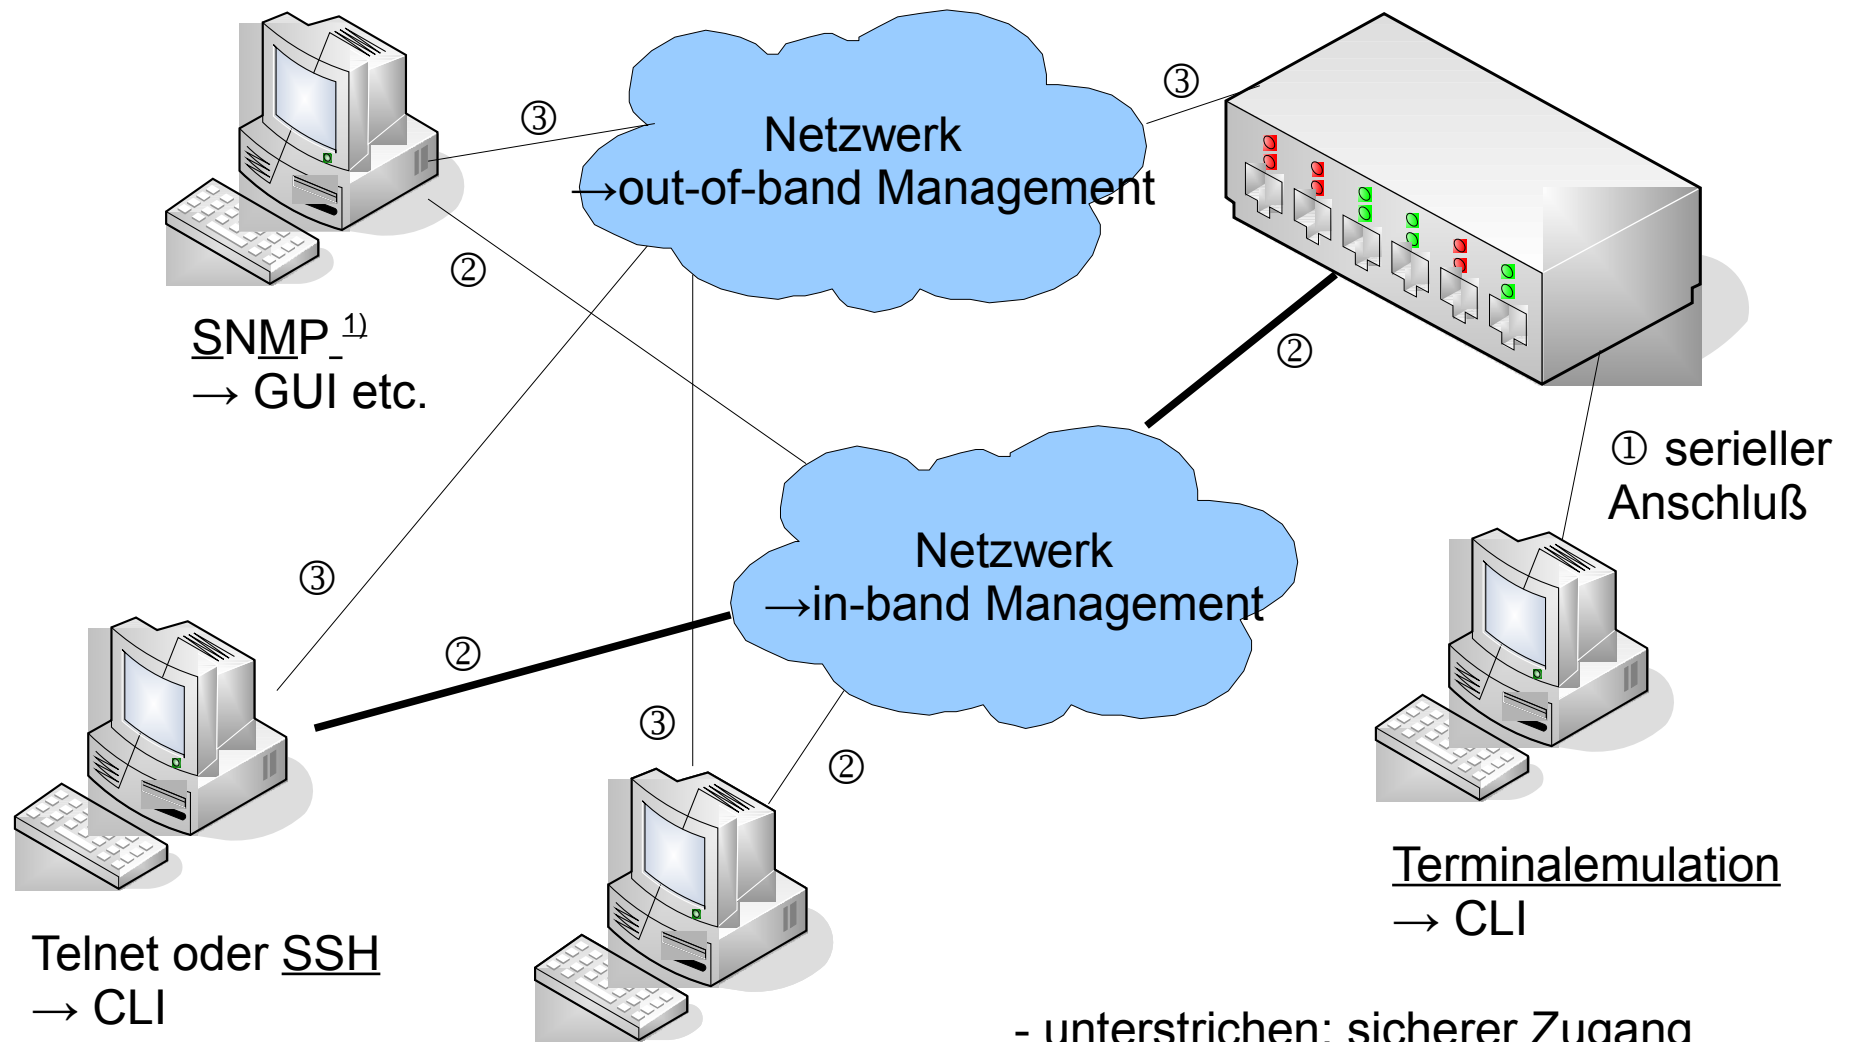 ③
③
Netzwerk
→out-of-band Management
②
②
SNMP 1)
→ GUI etc.
① serieller
Anschluß
Netzwerk
→in-band Management
③
②
③
②
Terminalemulation
→ CLI
Telnet oder SSH
→ CLI
- unterstrichen: sicherer Zugang